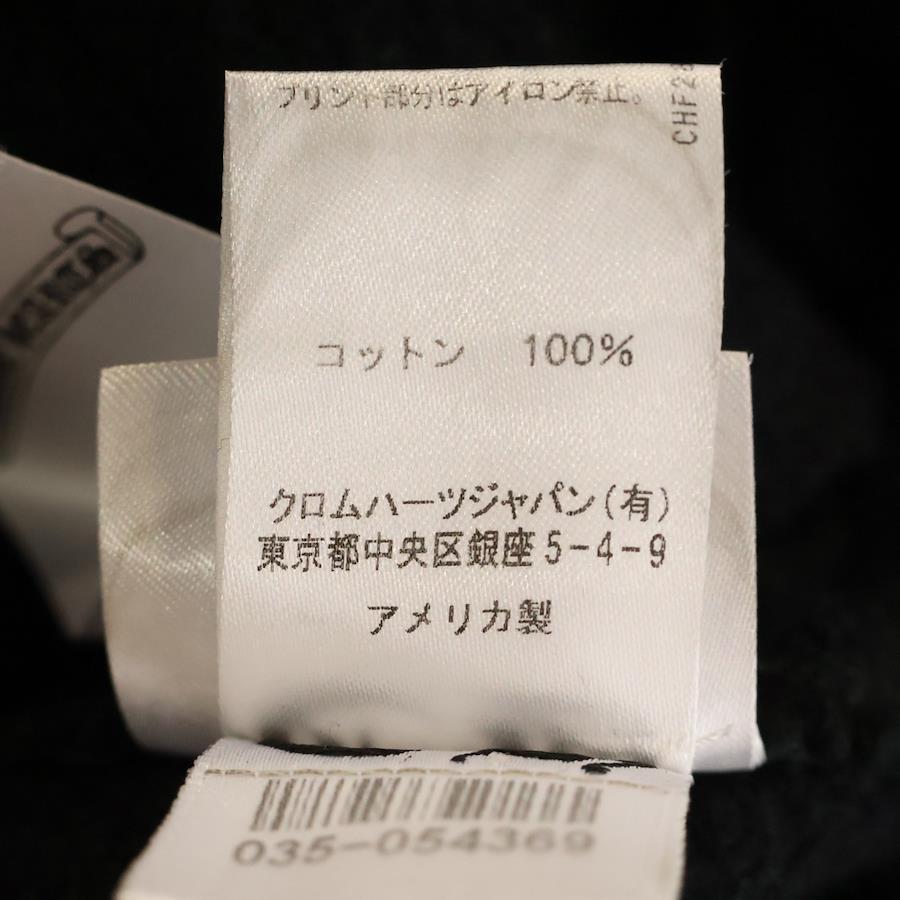 プリント部分はアイロン禁止。
コットン 100%
クロムハーツジャパン(有)
東京都中央区銀座5-4-9
アメリカ製
035-054369